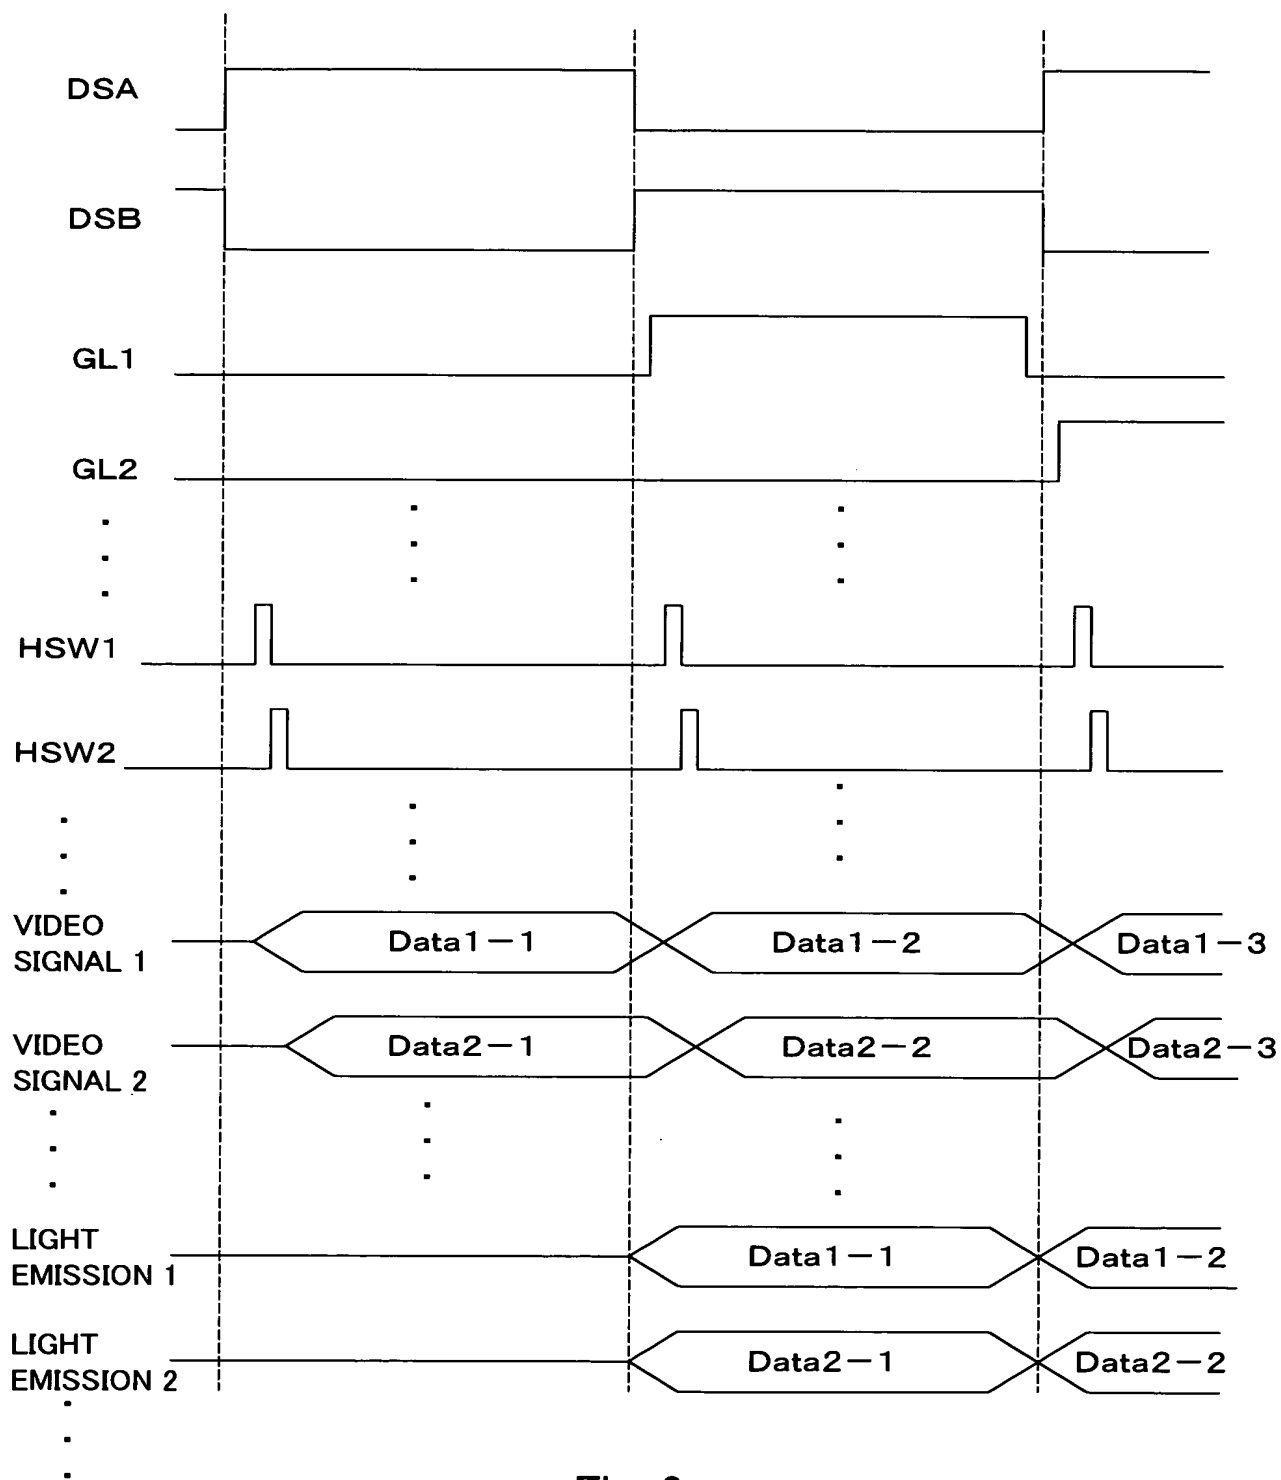 DSA
DSB
GL1
GL2
HSW1
HSW2
VIDEO
SIGNAL 1
Data1-1
Data1-2
Data1-3
VIDEO
SIGNAL 2
Data2-1
Data2-2
Data2-3
LIGHT
EMISSION 1
Data1-1
Data1-2
LIGHT
EMISSION 2
Data2-1
Data2-2